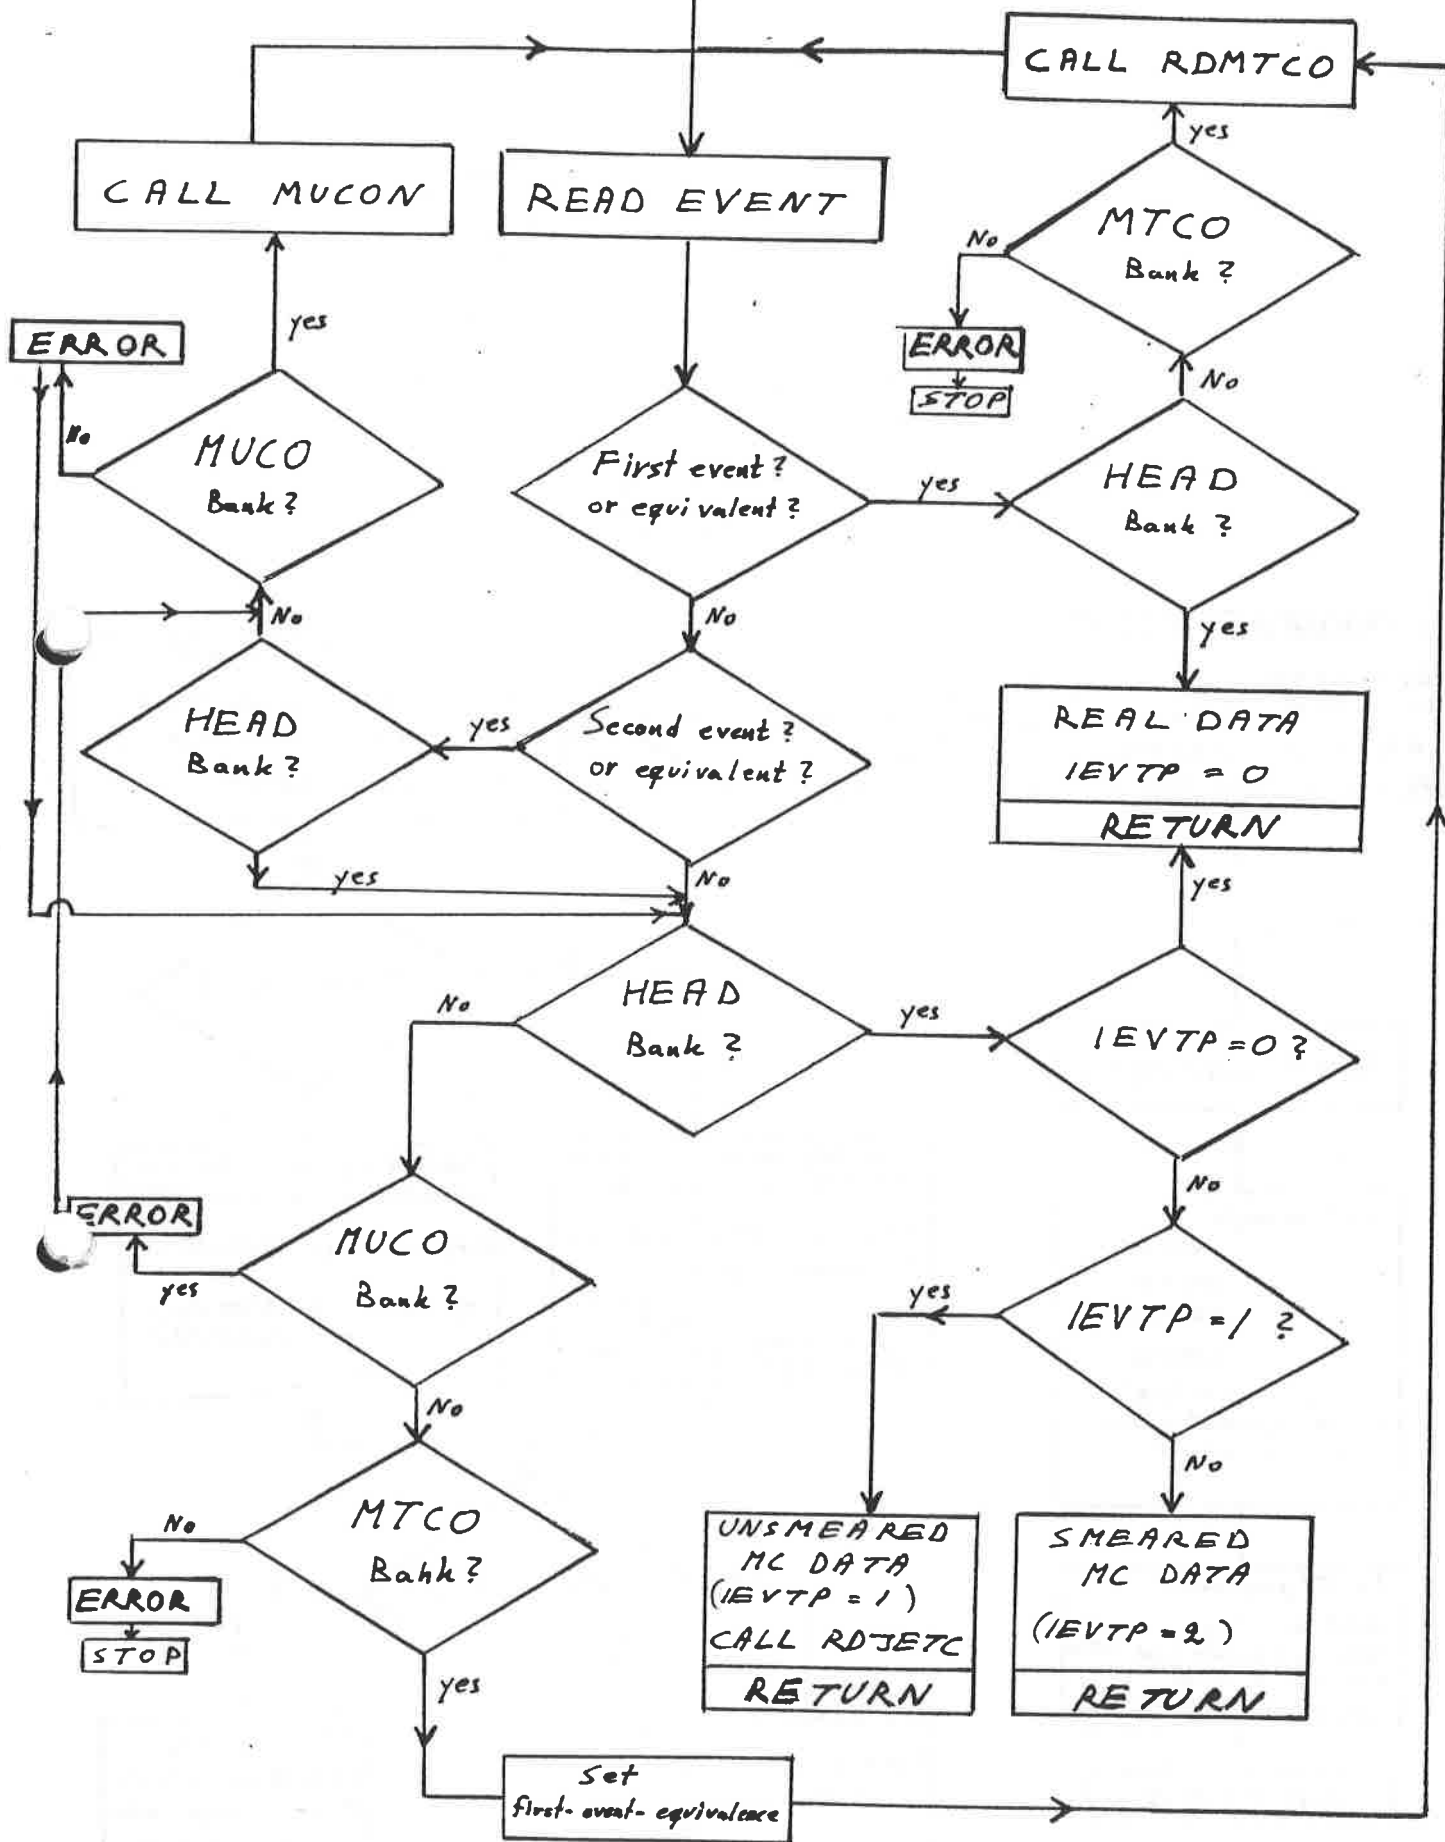 CALL RDMTCO
yes
CALL MUCON
READ EVENT
MTCO
Bank ?
No
yes
ERROR
ERROR
STOP
No
No
MUCO
Bank ?
First event ?
or equivalent ?
yes
HEAD
Bank ?
No
No
yes
HEAD
Bank ?
yes
Second event ?
or equivalent ?
REAL DATA
IEVTP = 0
RETURN
yes
No
yes
HEAD
Bank ?
No
yes
IEVTP = 0 ?
No
ERROR
yes
MUCO
Bank ?
yes
IEVTP = 1 ?
No
No
MTCO
Bank ?
No
ERROR
STOP
UNSMEARED
MC DATA
(IEVTP = 1)
CALL RDJETC
RETURN
SMEARED
MC DATA
(IEVTP = 2)
RETURN
yes
Set
first-event-equivalence